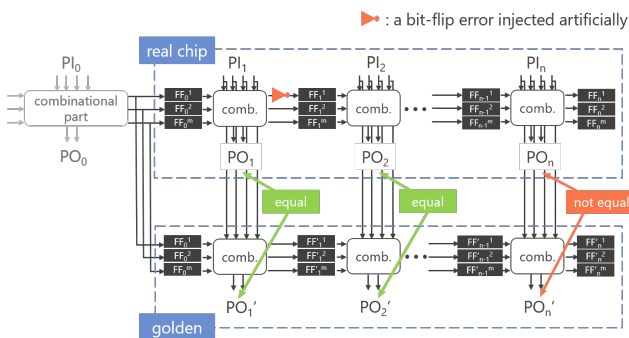 : a bit-flip error injected artificially
real chip
PI₀ PI₁ PI₂ PIₙ
FF₀¹ FF₁¹ FFₙ₋₁¹ FFₙ¹
combinational part
FF₀² comb. FF₁² comb. FFₙ₋₁² comb. FFₙ²
FF₀ᵐ FF₁ᵐ FFₙ₋₁ᵐ FFₙᵐ
PO₀ PO₁ PO₂ POₙ
equal equal not equal
FF₀¹ FF'₁¹ FF'ₙ₋₁¹ FF'ₙ¹
FF₀² comb. FF'₁² comb. FF'ₙ₋₁² comb. FF'ₙ²
FF₀ᵐ FF'₁ᵐ FF'ₙ₋₁ᵐ FF'ₙᵐ
PO₁' PO₂' POₙ'
golden